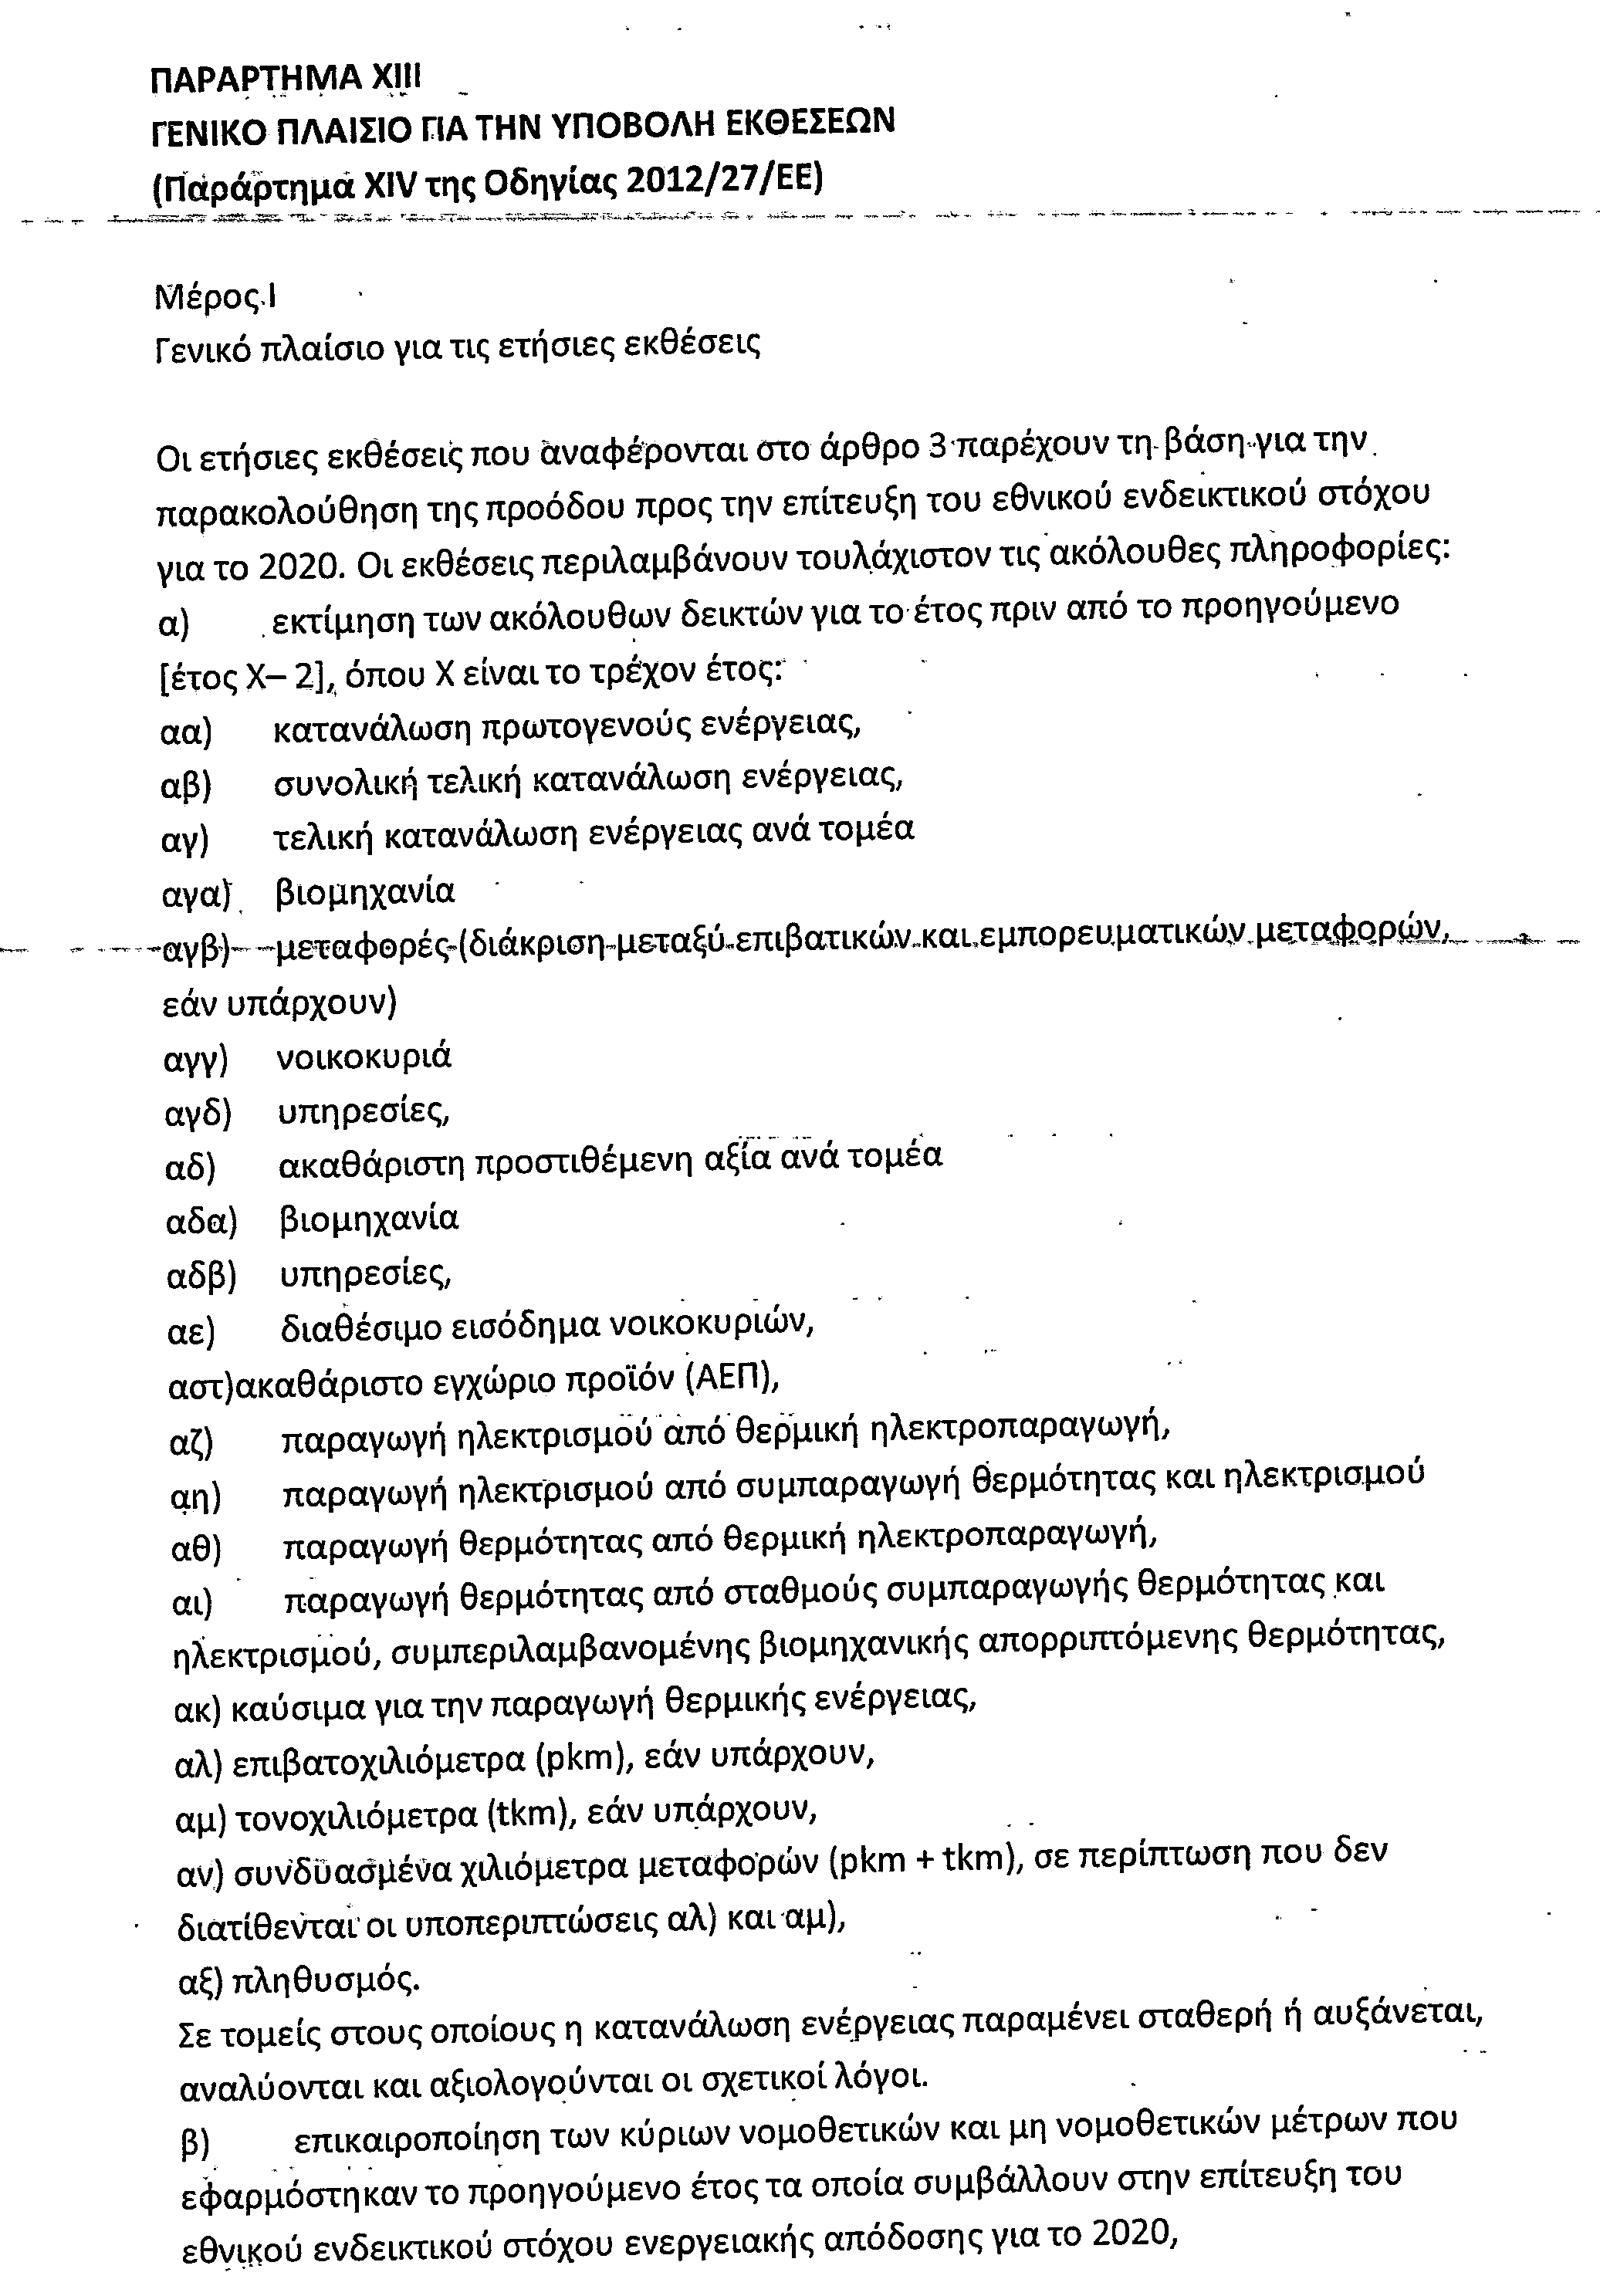 ΠΑΡΑΡΤΗΜΑ XIII
ΓΕΝΙΚΟ ΠΛΑΙΣΙΟ ΓΙΑ ΤΗΝ ΥΠΟΒΟΛΗ ΕΚΘΕΣΕΩΝ
(Παράρτημα XIV της Οδηγίας 2012/27/ΕΕ)
Μέρος I
Γενικό πλαίσιο για τις ετήσιες εκθέσεις
Οι ετήσιες εκθέσεις που αναφέρονται στο άρθρο 3 παρέχουν τη βάση για την
παρακολούθηση της προόδου προς την επίτευξη του εθνικού ενδεικτικού στόχου
για το 2020. Οι εκθέσεις περιλαμβάνουν τουλάχιστον τις ακόλουθες πληροφορίες:
α) εκτίμηση των ακόλουθων δεικτών για το έτος πριν από το προηγούμενο
[έτος X– 2], όπου X είναι το τρέχον έτος:
αα) κατανάλωση πρωτογενούς ενέργειας,
αβ) συνολική τελική κατανάλωση ενέργειας,
αγ) τελική κατανάλωση ενέργειας ανά τομέα
αγα) βιομηχανία
αγβ) μεταφορές (διάκριση μεταξύ επιβατικών και εμπορευματικών μεταφορών,
εάν υπάρχουν)
αγγ) νοικοκυριά
αγδ) υπηρεσίες,
αδ) ακαθάριστη προστιθέμενη αξία ανά τομέα
αδα) βιομηχανία
αδβ) υπηρεσίες,
αε) διαθέσιμο εισόδημα νοικοκυριών,
αστ)ακαθάριστο εγχώριο προϊόν (ΑΕΠ),
αζ) παραγωγή ηλεκτρισμού από θερμική ηλεκτροπαραγωγή,
αη) παραγωγή ηλεκτρισμού από συμπαραγωγή θερμότητας και ηλεκτρισμού
αθ) παραγωγή θερμότητας από θερμική ηλεκτροπαραγωγή,
αι) παραγωγή θερμότητας από σταθμούς συμπαραγωγής θερμότητας και
ηλεκτρισμού, συμπεριλαμβανομένης βιομηχανικής απορριπτόμενης θερμότητας,
ακ) καύσιμα για την παραγωγή θερμικής ενέργειας,
αλ) επιβατοχιλιόμετρα (pkm), εάν υπάρχουν,
αμ) τονοχιλιόμετρα (tkm), εάν υπάρχουν,
αν) συνδυασμένα χιλιόμετρα μεταφορών (pkm + tkm), σε περίπτωση που δεν
διατίθενται οι υποπεριπτώσεις αλ) και αμ),
αξ) πληθυσμός.
Σε τομείς στους οποίους η κατανάλωση ενέργειας παραμένει σταθερή ή αυξάνεται,
αναλύονται και αξιολογούνται οι σχετικοί λόγοι.
β) επικαιροποίηση των κύριων νομοθετικών και μη νομοθετικών μέτρων που
εφαρμόστηκαν το προηγούμενο έτος τα οποία συμβάλλουν στην επίτευξη του
εθνικού ενδεικτικού στόχου ενεργειακής απόδοσης για το 2020,